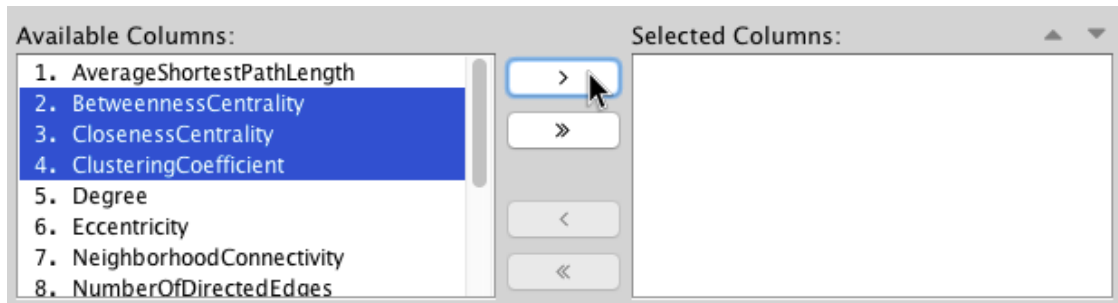 Available Columns:
1. AverageShortestPathLength
2. BetweennessCentrality
3. ClosenessCentrality
4. ClusteringCoefficient
5. Degree
6. Eccentricity
7. NeighborhoodConnectivity
8. NumberOfDirectedEdges
>
»
<
«
Selected Columns: